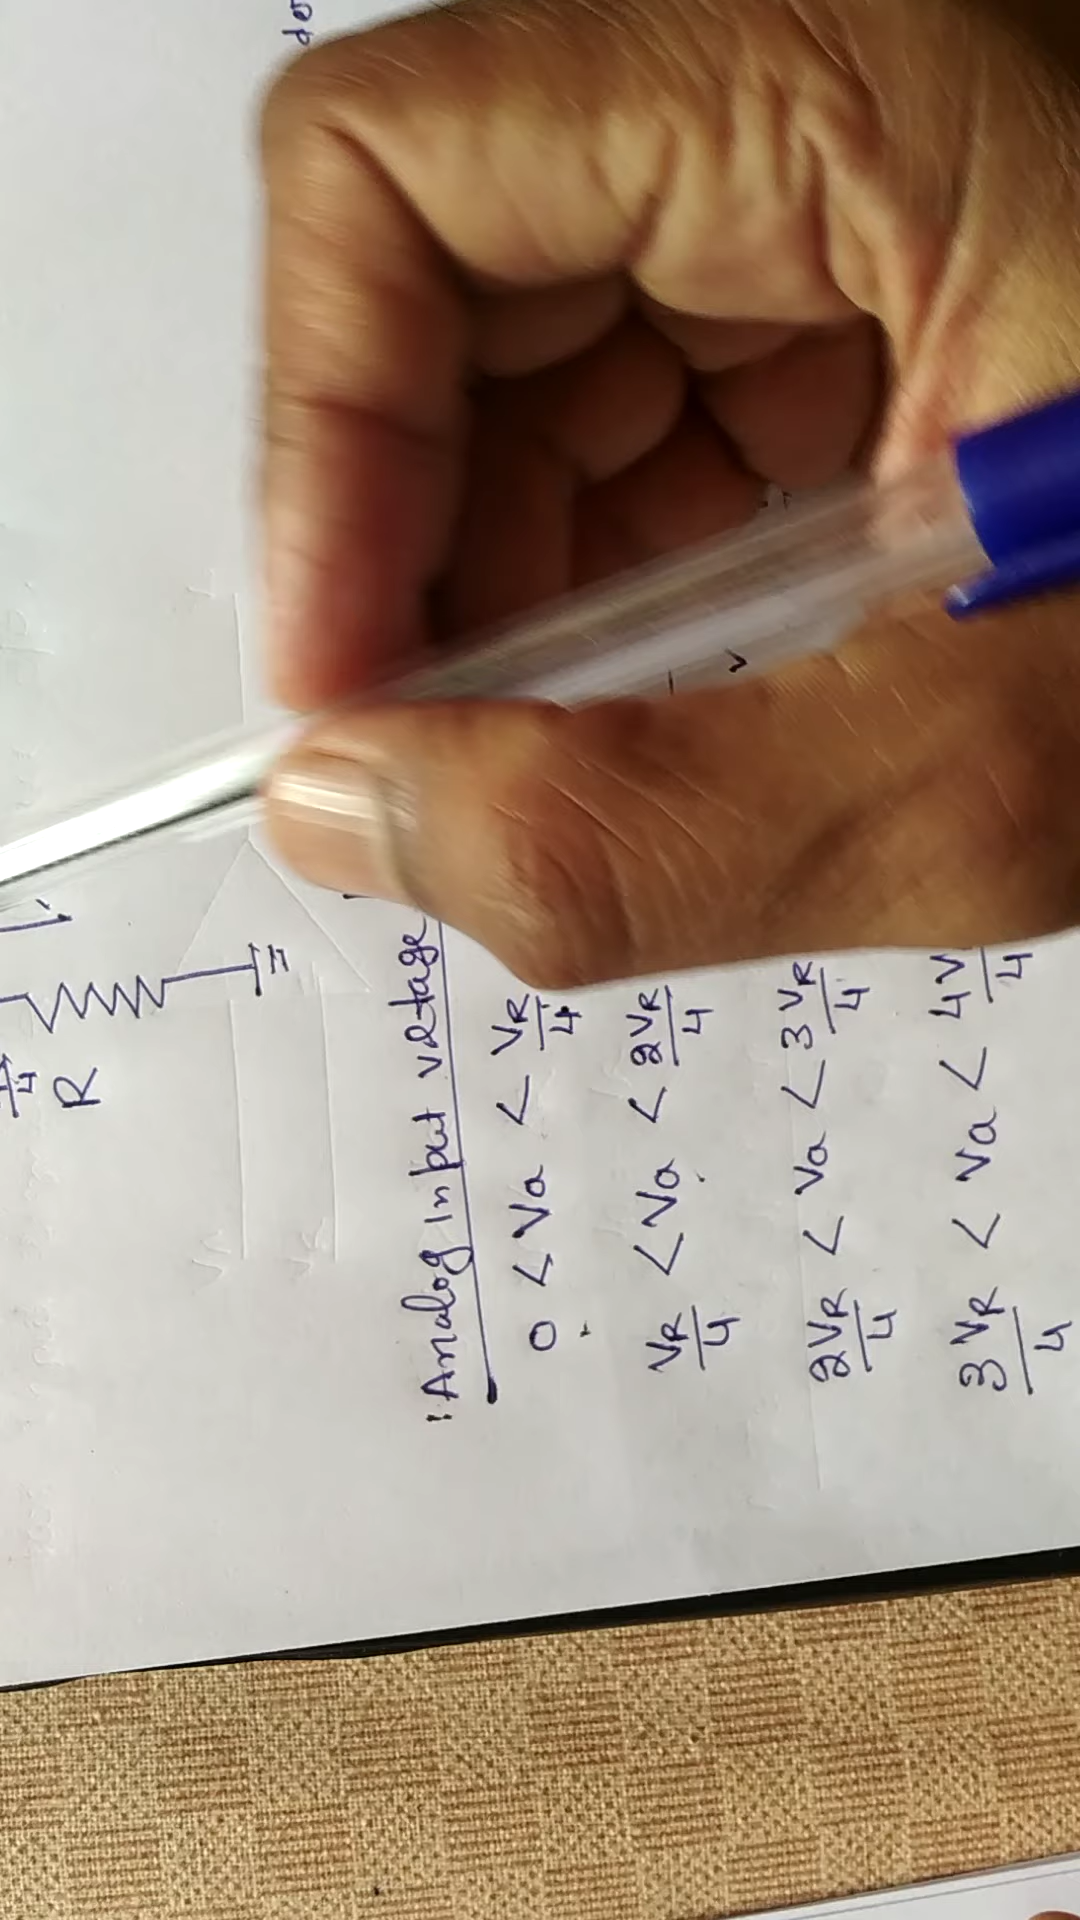 R
Analog input voltage
0 < Va < VR/4
VR/4 < Va < 2VR/4
2VR/4 < Va < 3VR/4
3VR/4 < Va < 4V/4